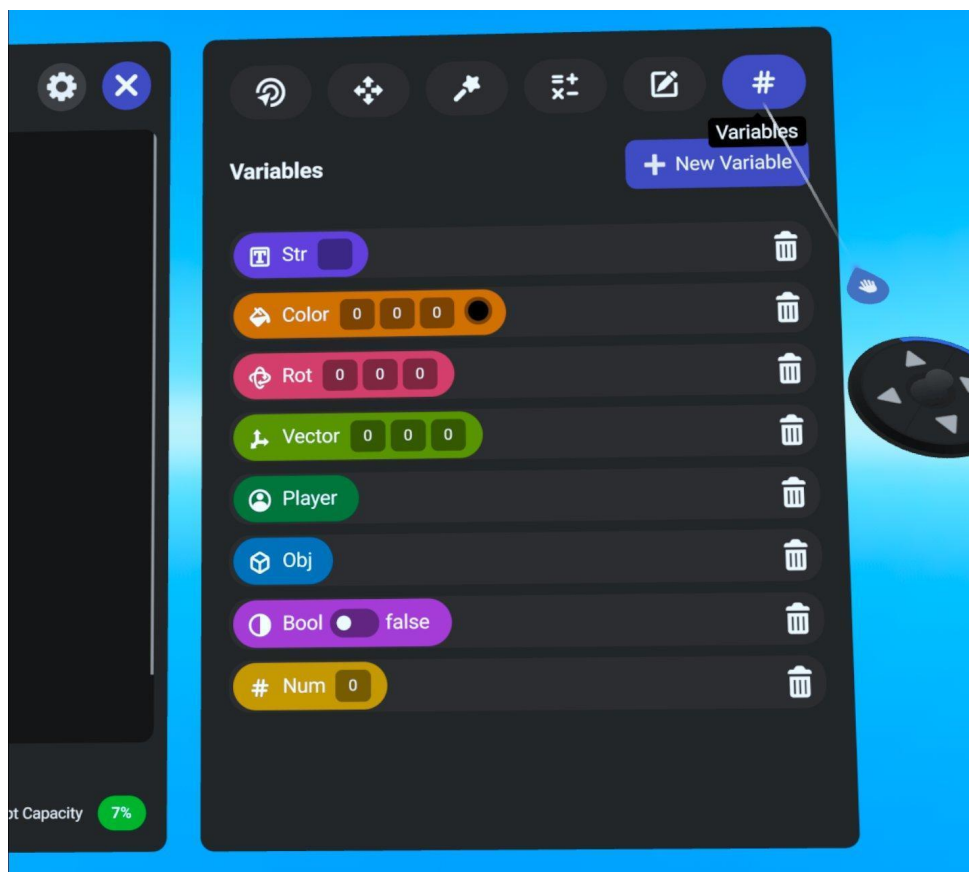 #
Variables
Variables
+ New Variable
Str
Color 0 0 0
Rot 0 0 0
Vector 0 0 0
Player
Obj
Bool false
# Num 0
Capacity 7%